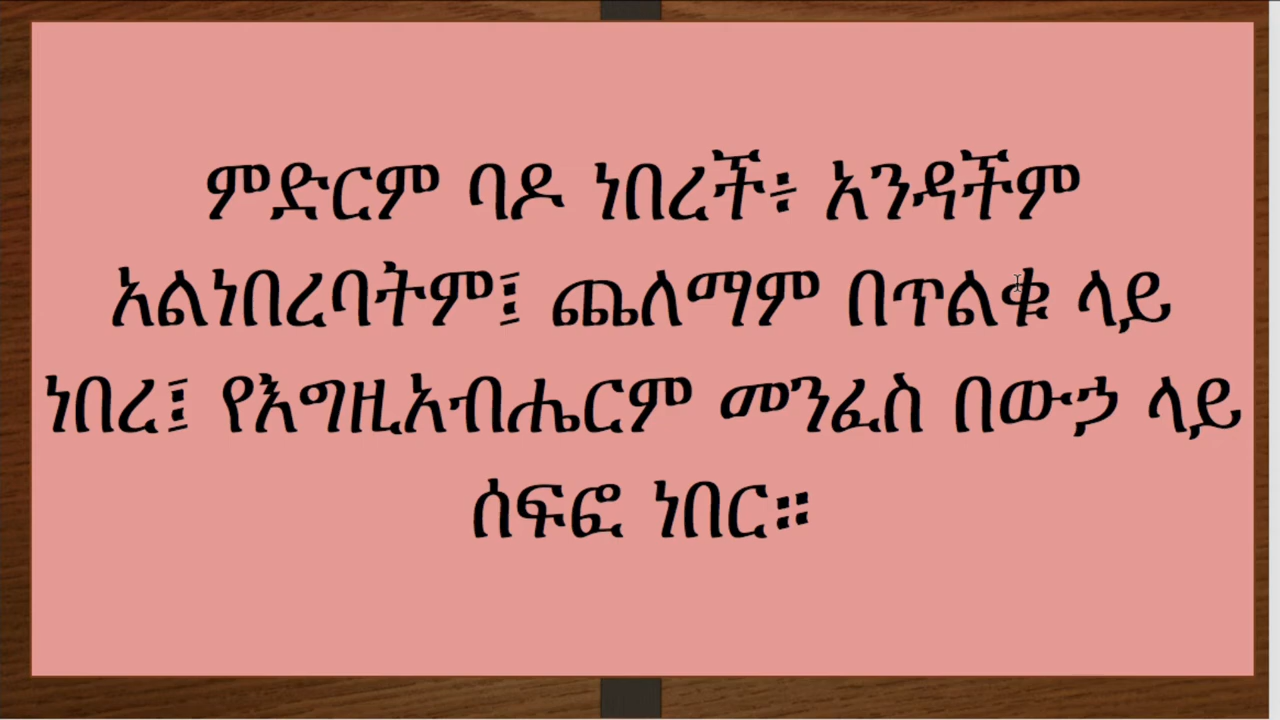 ምድርም ባዶ ነበረች፥ አንዳችም
አልነበረባትም፤ ጨለማም በጥልቁ ላይ
ነበረ፤ የእግዚአብሔርም መንፈስ በውኃ ላይ
ሰፍፎ ነበር።